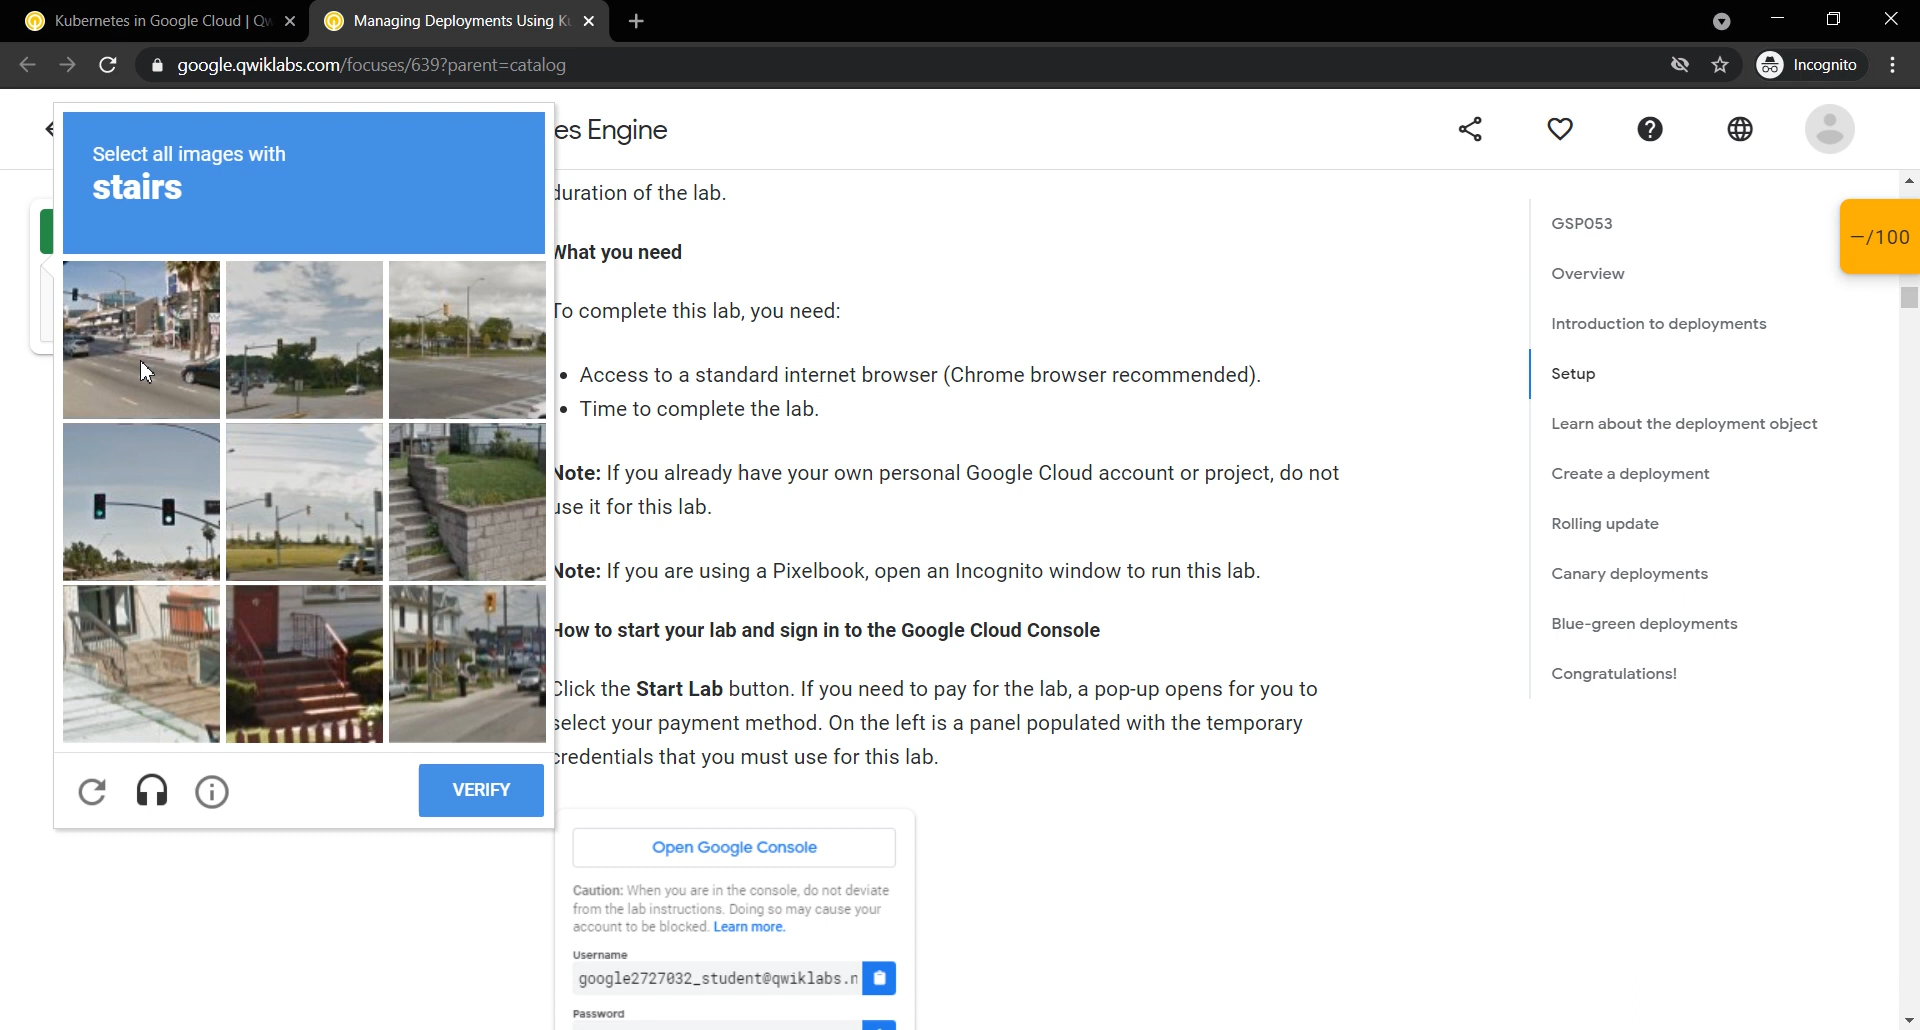 Kubernetes in Google Cloud | Qw
Managing Deployments Using K
google.qwiklabs.com/focuses/639?parent=catalog
Incognito
es Engine
Select all images with
stairs
VERIFY
duration of the lab.
What you need
To complete this lab, you need:
• Access to a standard internet browser (Chrome browser recommended).
• Time to complete the lab.
Note: If you already have your own personal Google Cloud account or project, do not
use it for this lab.
Note: If you are using a Pixelbook, open an Incognito window to run this lab.
How to start your lab and sign in to the Google Cloud Console
Click the Start Lab button. If you need to pay for the lab, a pop-up opens for you to
select your payment method. On the left is a panel populated with the temporary
credentials that you must use for this lab.
Open Google Console
Caution: When you are in the console, do not deviate
from the lab instructions. Doing so may cause your
account to be blocked. Learn more.
Username
google2727032_student@qwiklabs.n
Password
GSP053
Overview
Introduction to deployments
Setup
Learn about the deployment object
Create a deployment
Rolling update
Canary deployments
Blue-green deployments
Congratulations!
—/100